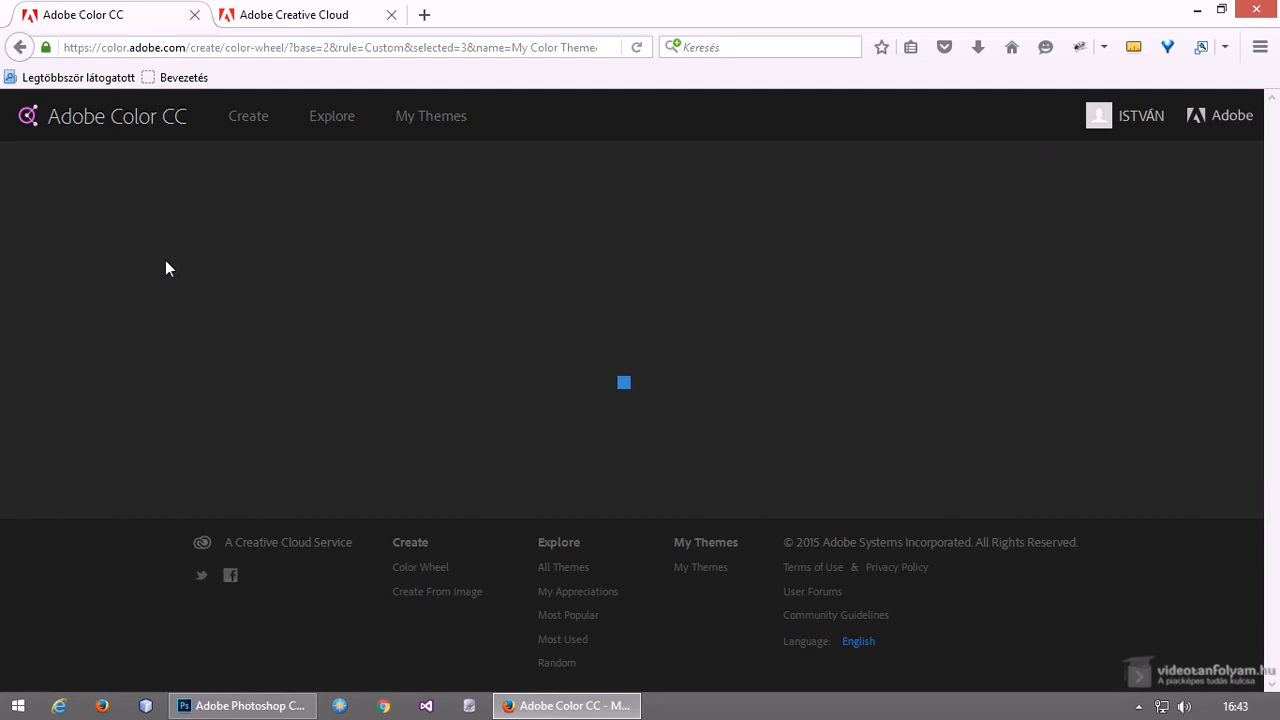 Adobe Color CC
Adobe Creative Cloud
https://color.adobe.com/create/color-wheel/?base=2&rule=Custom&selected=3&name=My Color Theme
Keresés
Legtöbbször látogatott
Bevezetés
Adobe Color CC
Create
Explore
My Themes
ISTVÁN
Adobe
A Creative Cloud Service
Create
Color Wheel
Create From Image
Explore
All Themes
My Appreciations
Most Popular
Most Used
Random
My Themes
My Themes
© 2015 Adobe Systems Incorporated. All Rights Reserved.
Terms of Use & Privacy Policy
User Forums
Community Guidelines
Language: English
videotanfolyam.hu
A piacképes tudás kulcsa
Ps Adobe Photoshop C...
Adobe Color CC - M...
16:43